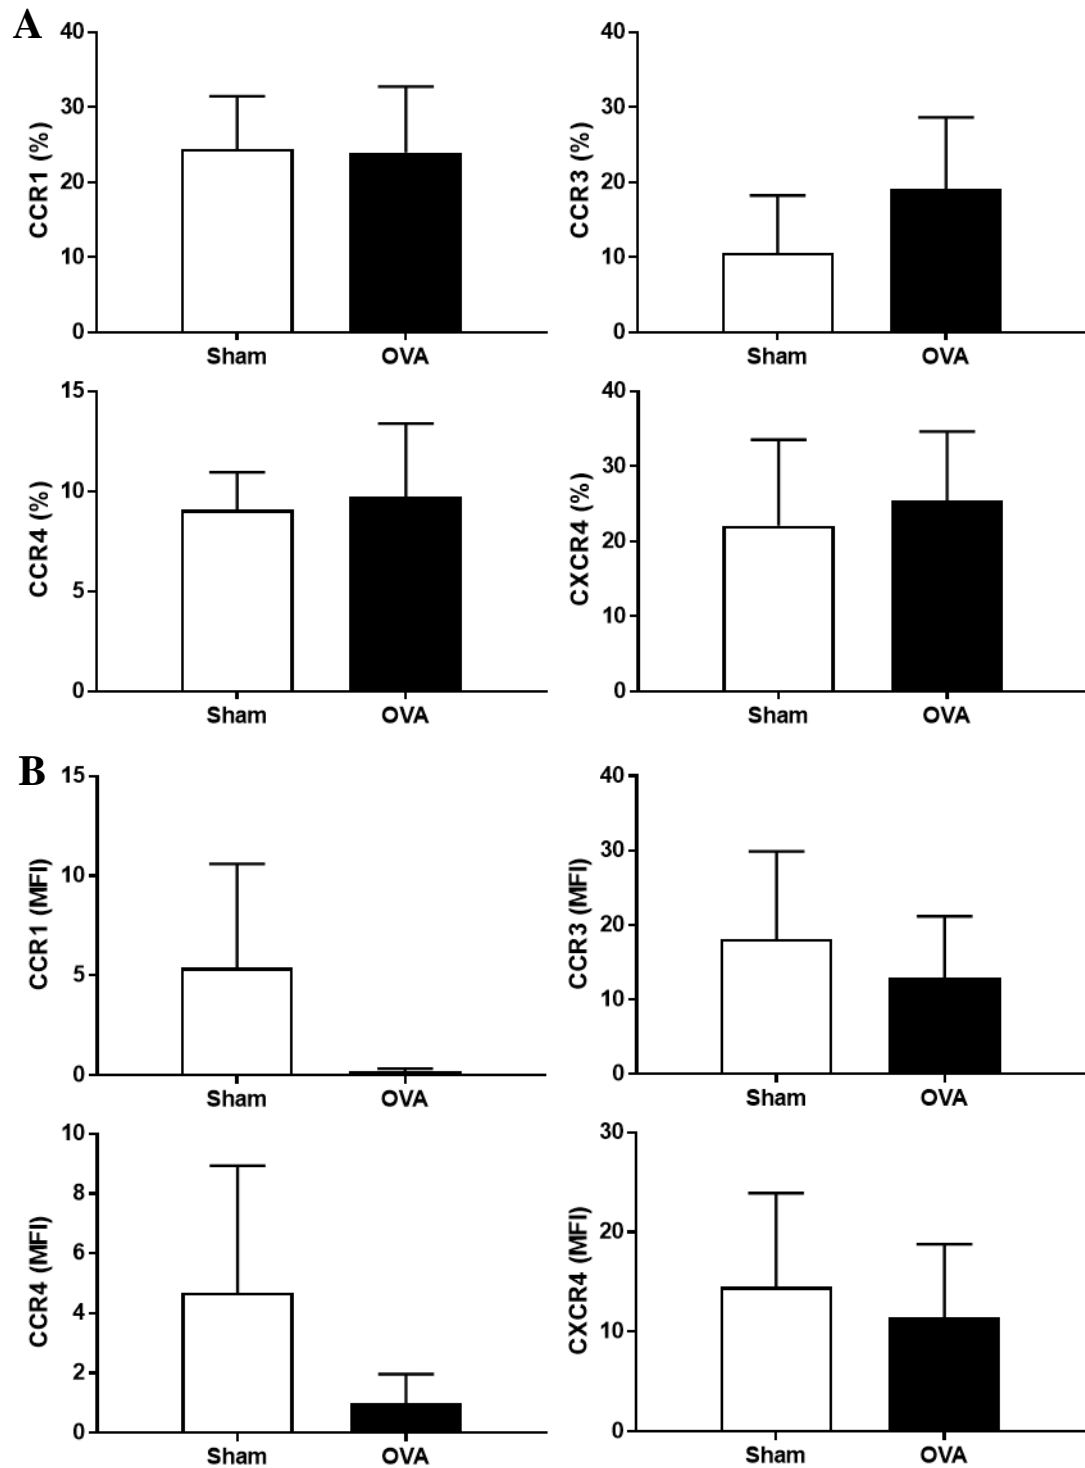 A
40
30
20
10
0
CCR1 (%)
Sham OVA
40
30
20
10
0
CCR3 (%)
Sham OVA
15
10
5
0
CCR4 (%)
Sham OVA
40
30
20
10
0
CXCR4 (%)
Sham OVA
B
15
10
5
0
CCR1 (MFI)
Sham OVA
40
30
20
10
0
CCR3 (MFI)
Sham OVA
10
8
6
4
2
0
CCR4 (MFI)
Sham OVA
30
20
10
0
CXCR4 (MFI)
Sham OVA